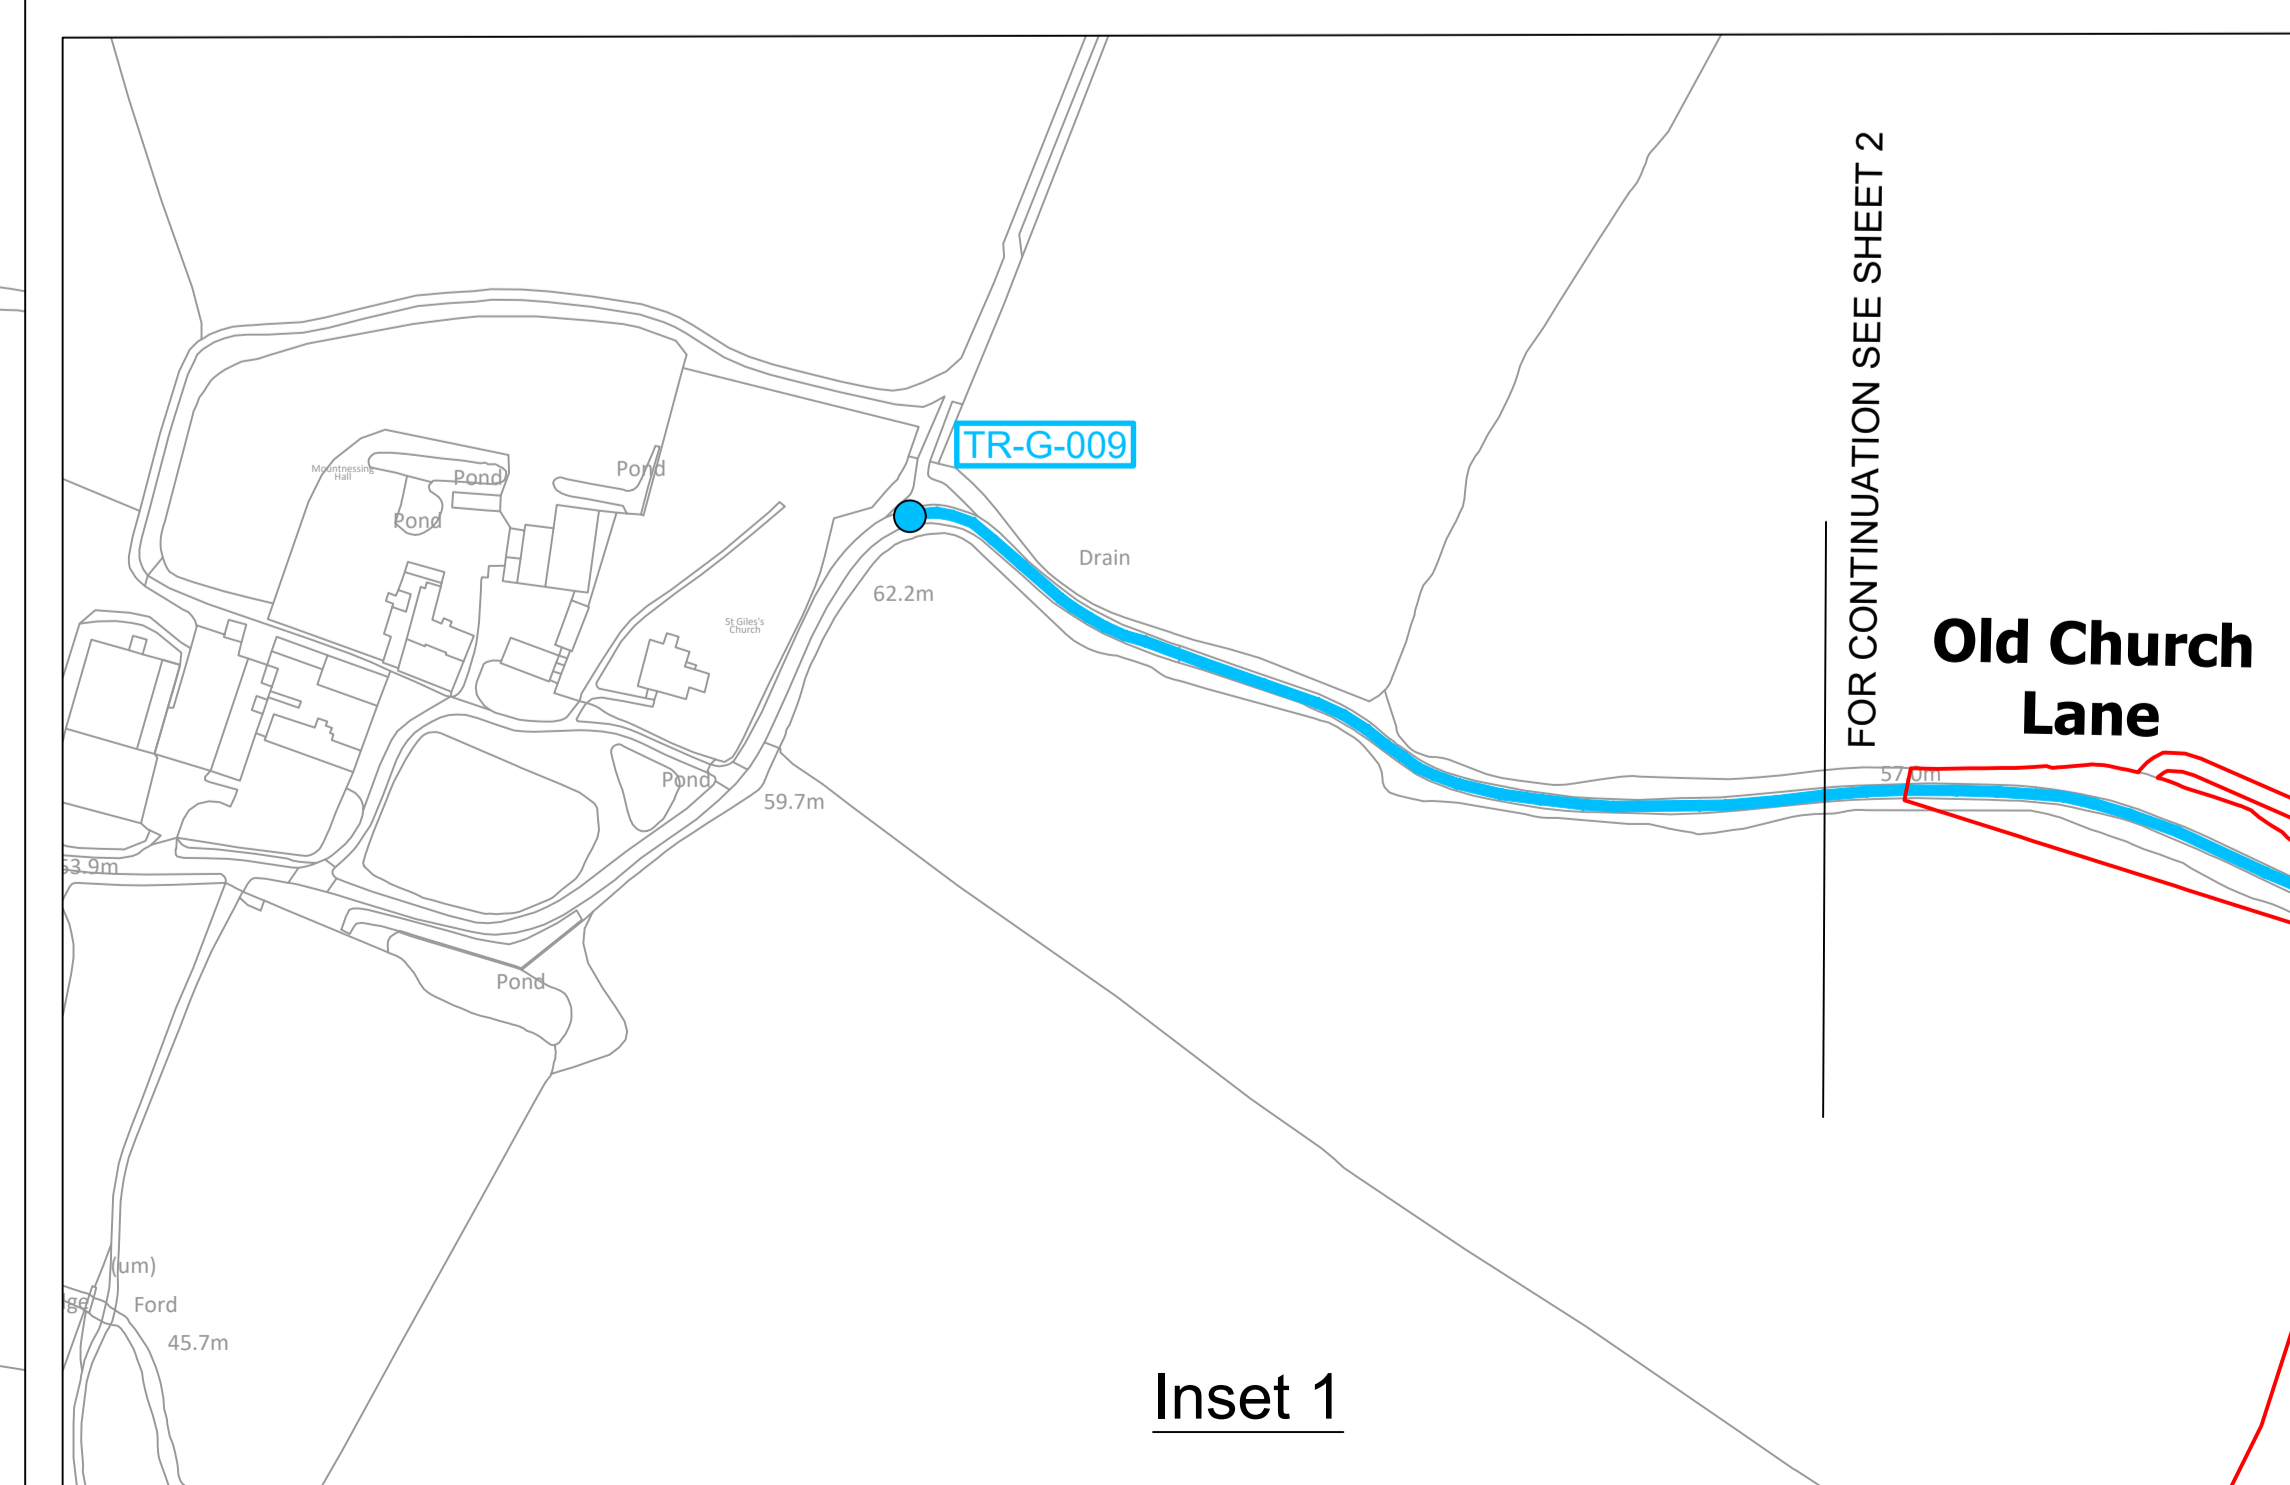 FOR CONTINUATION SEE SHEET 2
TR-G-009
Mountnessing
Hall
Pond
Pond
Pond
Drain
62.2m
St Giles's
Church
Old Church
Lane
57.0m
Pond
59.7m
63.9m
Pond
(um)
Ford
45.7m
Inset 1